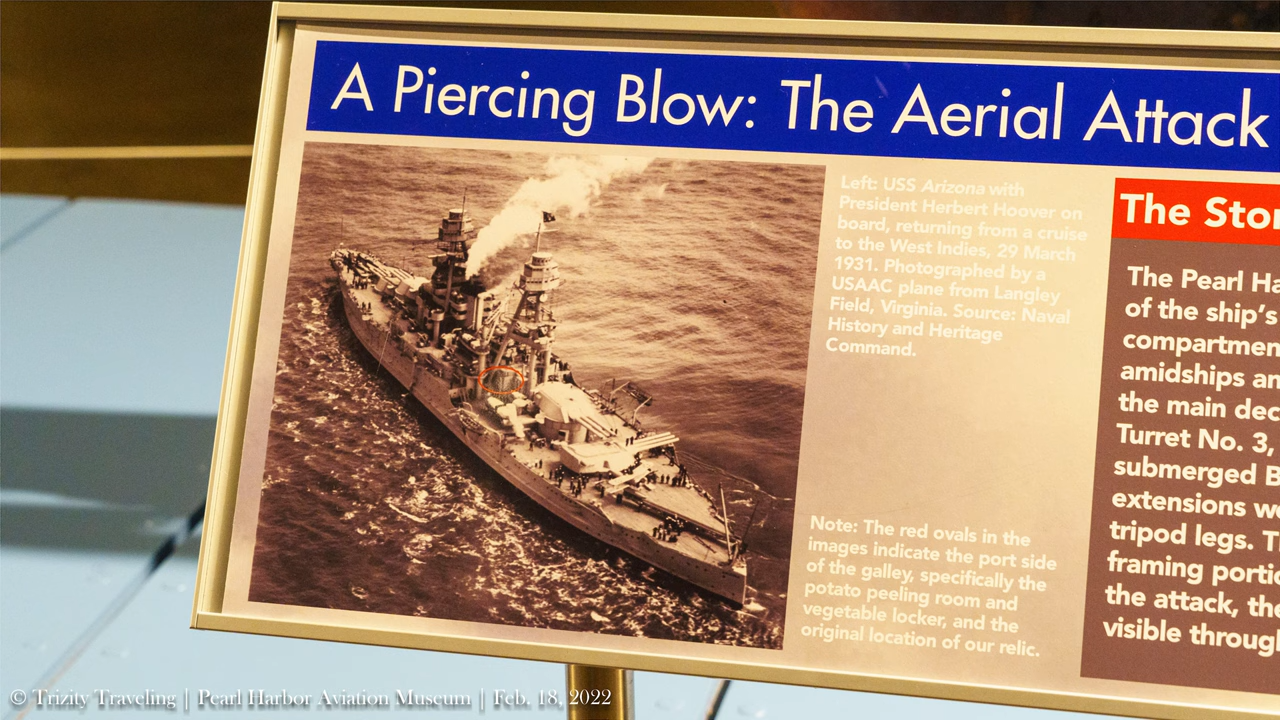 A Piercing Blow: The Aerial Attack
Left: USS Arizona with
President Herbert Hoover on
board, returning from a cruise
to the West Indies, 29 March
1931. Photographed by a
USAAC plane from Langley
Field, Virginia. Source: Naval
History and Heritage
Command.
Note: The red ovals in the
images indicate the port side
of the galley, specifically the
potato peeling room and
vegetable locker, and the
original location of our relic.
The Stor
The Pearl Ha
of the ship's
compartmen
amidships an
the main dec
Turret No. 3,
submerged B
extensions we
tripod legs. T
framing portio
the attack, the
visible through
© Trizity Traveling | Pearl Harbor Aviation Museum | Feb. 18, 2022